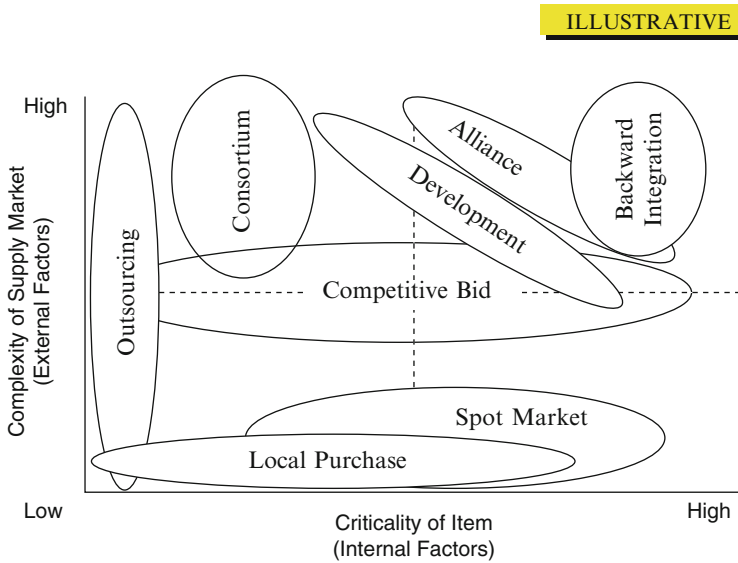 ILLUSTRATIVE
High
Complexity of Supply Market
(External Factors)
Outsourcing
Consortium
Alliance
Development
Backward
Integration
Competitive Bid
Spot Market
Local Purchase
Low
Criticality of Item
(Internal Factors)
High